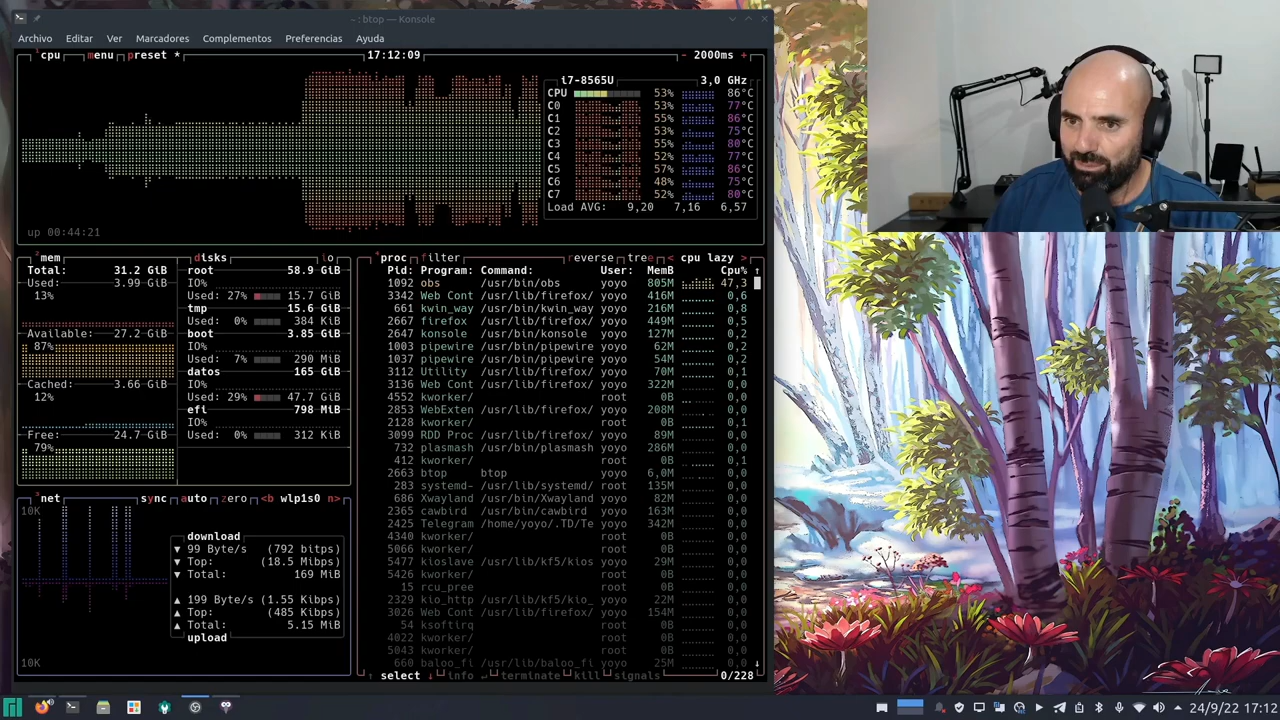 ~ : btop — Konsole
Archivo Editar Ver Marcadores Complementos Preferencias Ayuda
¹cpu menu preset * 17:12:09 - 2000ms +
i7-8565U 3,0 GHz
CPU 53% 86°C
C0 53% 77°C
C1 55% 86°C
C2 53% 75°C
C3 55% 80°C
C4 52% 77°C
C5 57% 86°C
C6 48% 75°C
C7 52% 80°C
Load AVG: 9,20 7,16 6,57
up 00:44:21
²mem disks io
Total: 31.2 GiB
Used: 3.99 GiB
13%
Available: 27.2 GiB
87%
Cached: 3.66 GiB
12%
Free: 24.7 GiB
79%
root 58.9 GiB
IO%
Used: 27% 15.7 GiB
tmp 15.6 GiB
Used: 0% 384 KiB
boot 3.85 GiB
IO%
Used: 7% 290 MiB
datos 165 GiB
IO%
Used: 29% 47.7 GiB
efi 798 MiB
IO%
Used: 0% 312 KiB
³net sync auto zero <b wlp1s0 n>
10K
download
▼ 99 Byte/s (792 bitps)
▼ Top: (18.5 Mibps)
▼ Total: 169 MiB
▲ 199 Byte/s (1.55 Kibps)
▲ Top: (485 Kibps)
▲ Total: 5.15 MiB
upload
10K
⁴proc filter reverse tree < cpu lazy >
Pid: Program: Command: User: MemB Cpu% ↑
1092 obs /usr/bin/obs yoyo 805M 47,3
3342 Web Cont /usr/lib/firefox/ yoyo 416M 0,6
661 kwin_way /usr/bin/kwin_way yoyo 216M 0,8
2667 firefox /usr/lib/firefox/ yoyo 449M 0,5
2647 konsole /usr/bin/konsole yoyo 127M 0,2
1003 pipewire /usr/bin/pipewire yoyo 62M 0,2
1037 pipewire /usr/bin/pipewire yoyo 54M 0,2
3112 Utility /usr/lib/firefox/ yoyo 70M 0,1
3136 Web Cont /usr/lib/firefox/ yoyo 322M 0,0
4552 kworker/ root 0B 0,0
2853 WebExten /usr/lib/firefox/ yoyo 208M 0,0
2128 kworker/ root 0B 0,1
3099 RDD Proc /usr/lib/firefox/ yoyo 89M 0,0
732 plasmash /usr/bin/plasmash yoyo 286M 0,0
412 kworker/ root 0B 0,1
2663 btop btop yoyo 6,0M 0,0
283 systemd- /usr/lib/systemd/ root 135M 0,0
686 Xwayland /usr/bin/Xwayland yoyo 82M 0,0
2365 cawbird /usr/bin/cawbird yoyo 163M 0,0
2425 Telegram /home/yoyo/.TD/Te yoyo 342M 0,0
4340 kworker/ root 0B 0,0
5066 kworker/ root 0B 0,0
5477 kioslave /usr/lib/kf5/kios yoyo 29M 0,0
5426 kworker/ root 0B 0,0
15 rcu_pree root 0B 0,0
2329 kio_http /usr/lib/kf5/kio_ yoyo 22M 0,0
3026 Web Cont /usr/lib/firefox/ yoyo 154M 0,0
54 ksoftirq root 0B 0,0
4022 kworker/ root 0B 0,0
5043 kworker/ root 0B 0,0
660 baloo_fi /usr/lib/baloo_fi yoyo 25M 0,0 ↓
↑ select ↓ info ↵ terminate kill signals 0/228
24/9/22 17:12